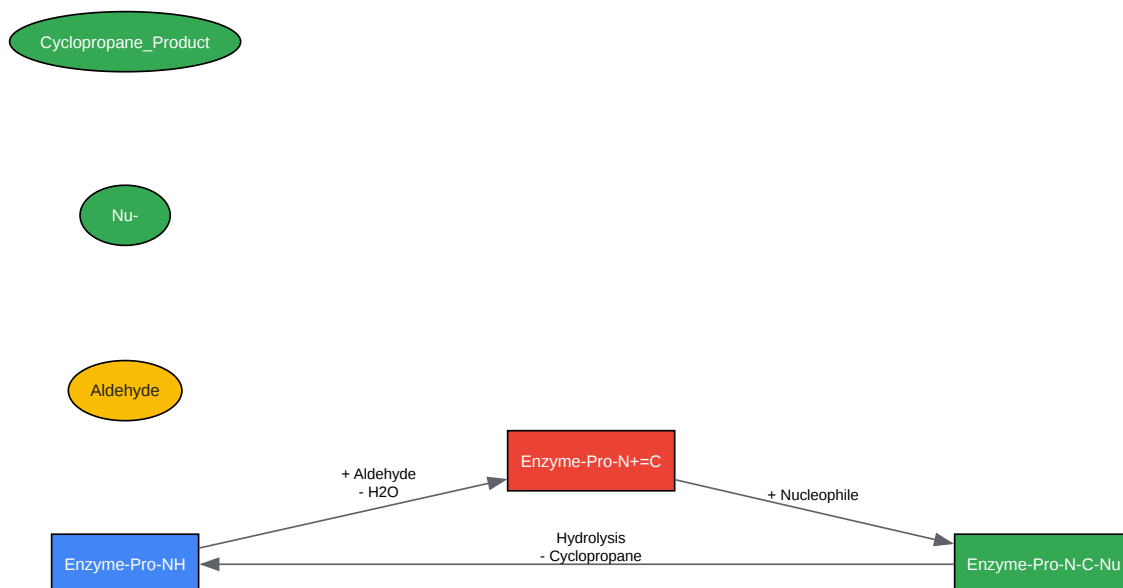 Cyclopropane_Product
Nu-
Aldehyde
Enzyme-Pro-N+=C
+ Aldehyde
- H2O
+ Nucleophile
Hydrolysis
- Cyclopropane
Enzyme-Pro-NH
Enzyme-Pro-N-C-Nu